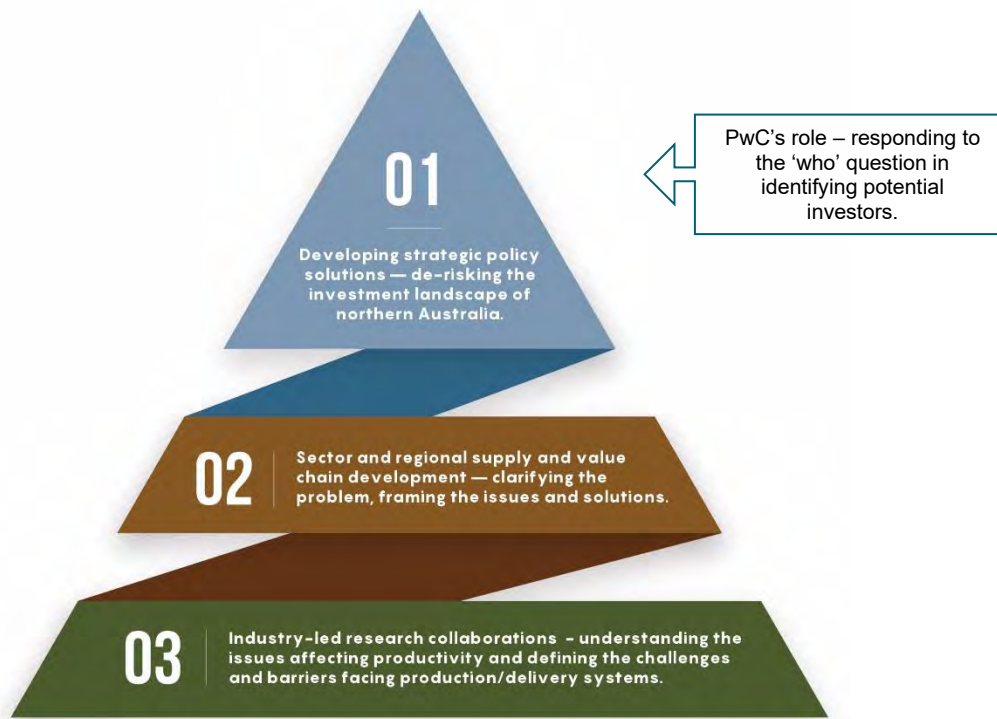 01
Developing strategic policy
solutions — de-risking the
investment landscape of
northern Australia.
PwC’s role – responding to
the ‘who’ question in
identifying potential
investors.
02
Sector and regional supply and value
chain development — clarifying the
problem, framing the issues and solutions.
03
Industry-led research collaborations - understanding the
issues affecting productivity and defining the challenges
and barriers facing production/delivery systems.